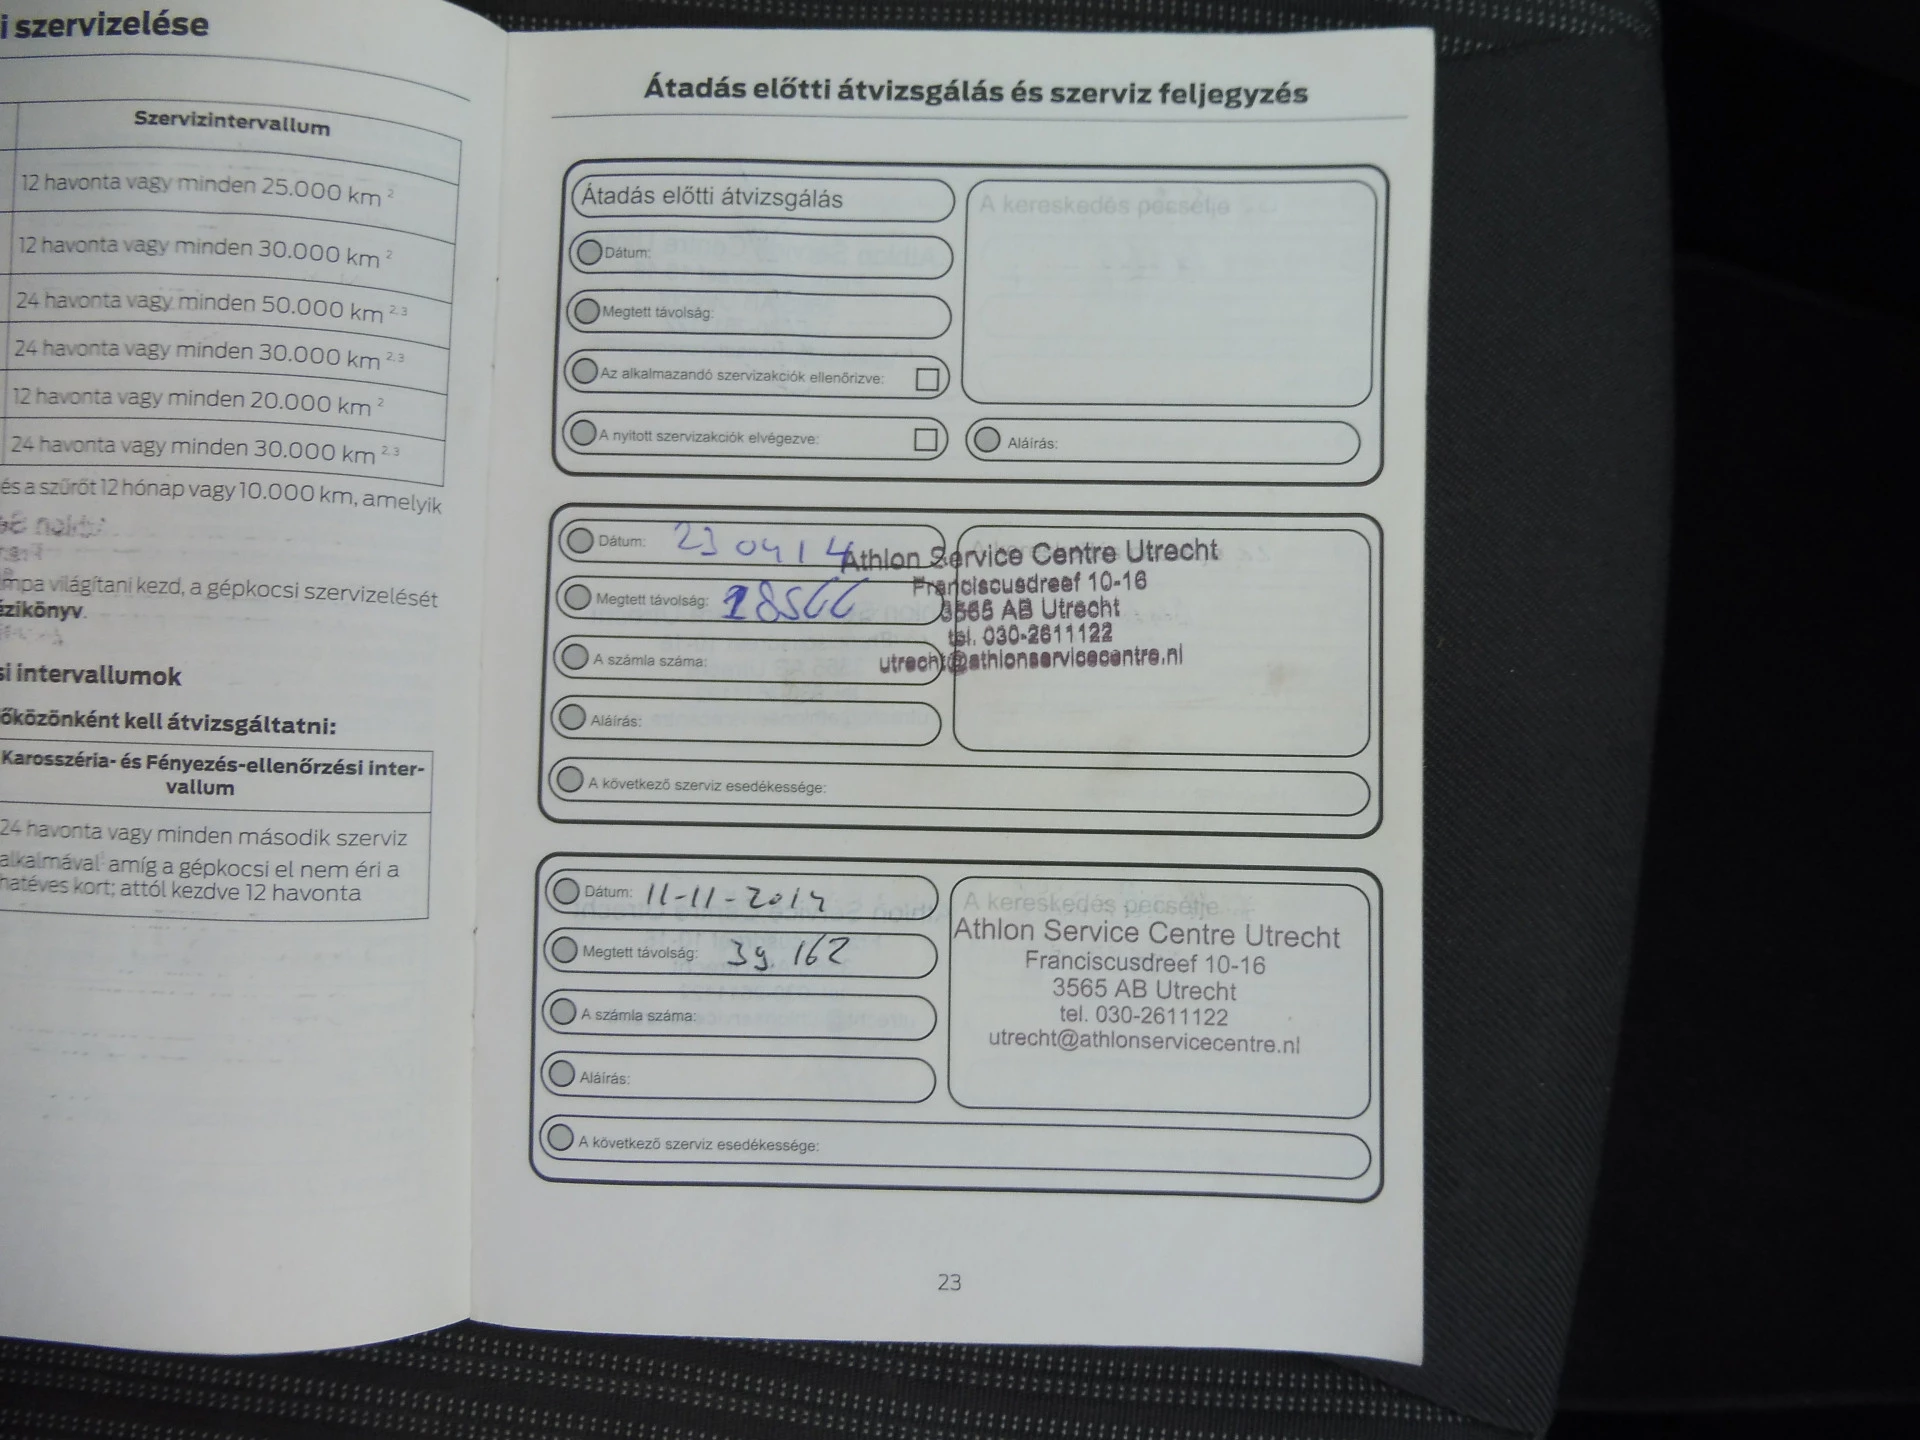 i szervizelése
Szervizintervallum
12 havonta vagy minden 25.000 km 2
12 havonta vagy minden 30.000 km 2
24 havonta vagy minden 50.000 km 2,3
24 havonta vagy minden 30.000 km 2,3
12 havonta vagy minden 20.000 km 2
24 havonta vagy minden 30.000 km 2,3
és a szűrőt 12 hónap vagy 10.000 km, amelyik
mpa világítani kezd, a gépkocsi szervizelését
ézikönyv.
si intervallumok
őközönként kell átvizsgáltatni:
Karosszéria- és Fényezés-ellenőrzési inter-
vallum
24 havonta vagy minden második szerviz
alkalmával amíg a gépkocsi el nem éri a
hatéves kort; attól kezdve 12 havonta
Átadás előtti átvizsgálás és szerviz feljegyzés
Átadás előtti átvizsgálás
A kereskedés pecsétje
Dátum:
Megtett távolság:
Az alkalmazandó szervizakciók ellenőrizve:
A nyitott szervizakciók elvégezve:
Aláírás:
Dátum: 23 04 14
Megtett távolság:
A számla száma:
Aláírás:
A következő szerviz esedékessége:
Athlon Service Centre Utrecht
Franciscusdreef 10-16
3565 AB Utrecht
tel. 030-2611122
utrecht@athlonservicecentre.nl
Dátum: 11-11-2014
Megtett távolság: 39.162
A számla száma:
Aláírás:
A következő szerviz esedékessége:
A kereskedés pecsétje
Athlon Service Centre Utrecht
Franciscusdreef 10-16
3565 AB Utrecht
tel. 030-2611122
utrecht@athlonservicecentre.nl
23